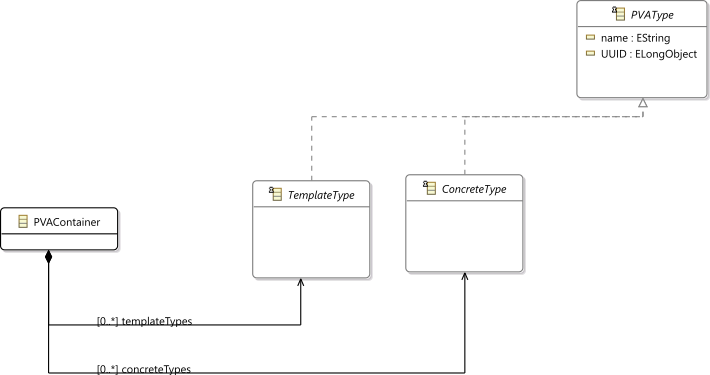 PVAType
name : EString
UUID : ELongObject
TemplateType
ConcreteType
PVAContainer
[0..*] templateTypes
[0..*] concreteTypes